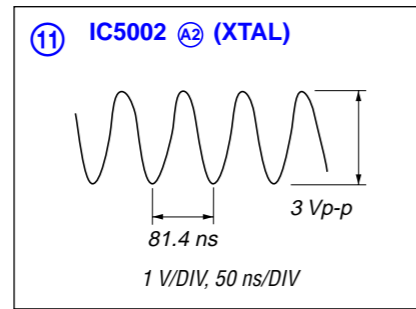 ⑪ IC5002 A2 (XTAL)
3 Vp-p
81.4 ns
1 V/DIV, 50 ns/DIV